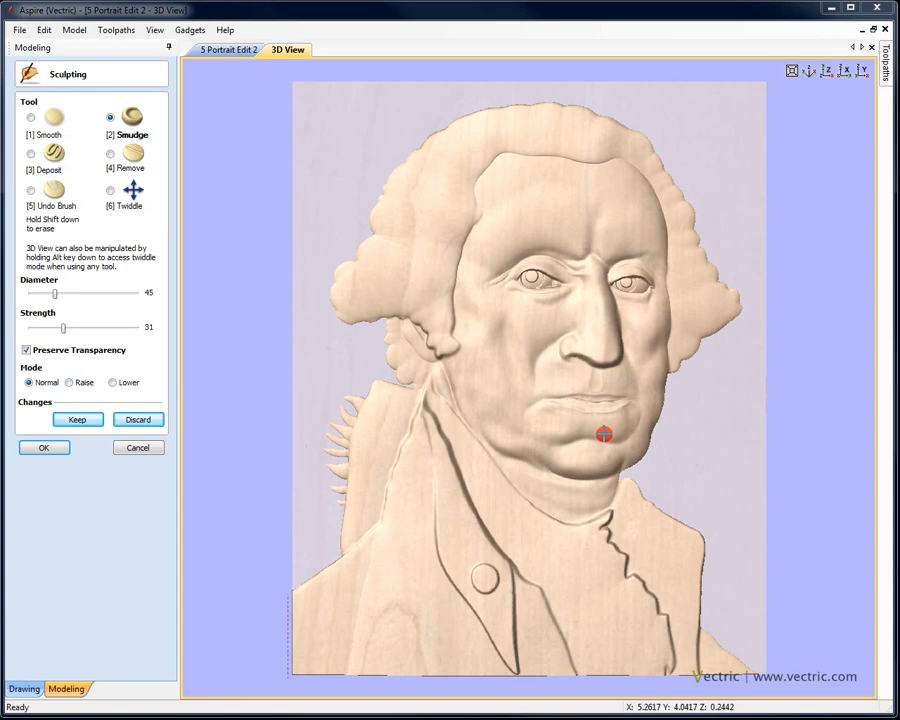 Aspire (Vectric) - [5 Portrait Edit 2 - 3D View]
File Edit Model Toolpaths View Gadgets Help
Modeling
5 Portrait Edit 2
3D View
Toolpaths
Z X Y
Sculpting
Tool
[1] Smooth
[2] Smudge
[3] Deposit
[4] Remove
[5] Undo Brush
[6] Twiddle
Hold Shift down
to erase
3D View can also be manipulated by
holding Alt key down to access twiddle
mode when using any tool.
Diameter
45
Strength
31
Preserve Transparency
Mode
Normal Raise Lower
Changes
Keep Discard
OK Cancel
Vectric | www.vectric.com
Drawing Modeling
Ready
X: 5.2617 Y: 4.0417 Z: 0.2442